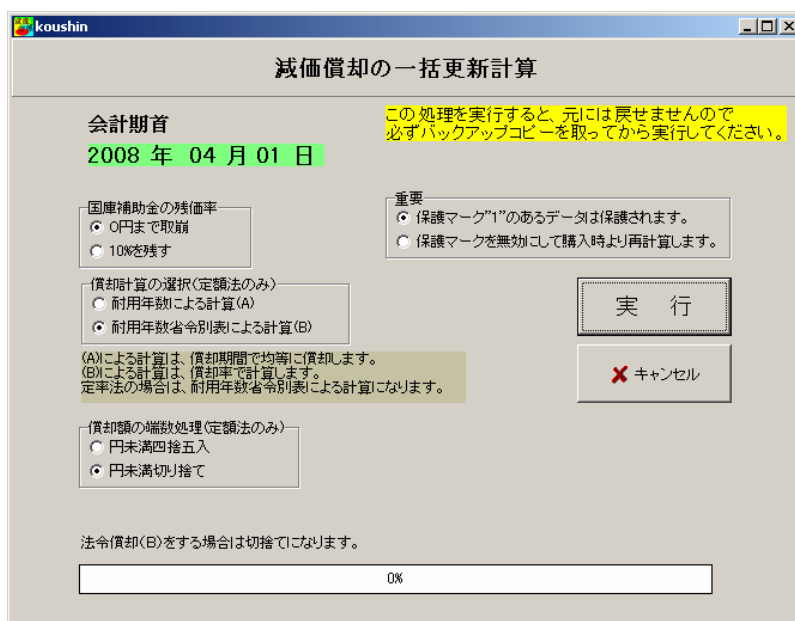 koushin
減価償却の一括更新計算
会計期首
2008 年 04 月 01 日
この処理を実行すると、元には戻せませんので
必ずバックアップコピーを取ってから実行してください。
国庫補助金の残価率
0円まで取崩
10%を残す
重要
保護マーク"1"のあるデータは保護されます。
保護マークを無効にして購入時より再計算します。
償却計算の選択(定額法のみ)
耐用年数による計算(A)
耐用年数省令別表による計算(B)
実 行
(A)による計算は、償却期間で均等に償却します。
(B)による計算は、償却率で計算します。
定率法の場合は、耐用年数省令別表による計算になります。
キャンセル
償却額の端数処理(定額法のみ)
円未満四捨五入
円未満切り捨て
法令償却(B)をする場合は切捨てになります。
0%